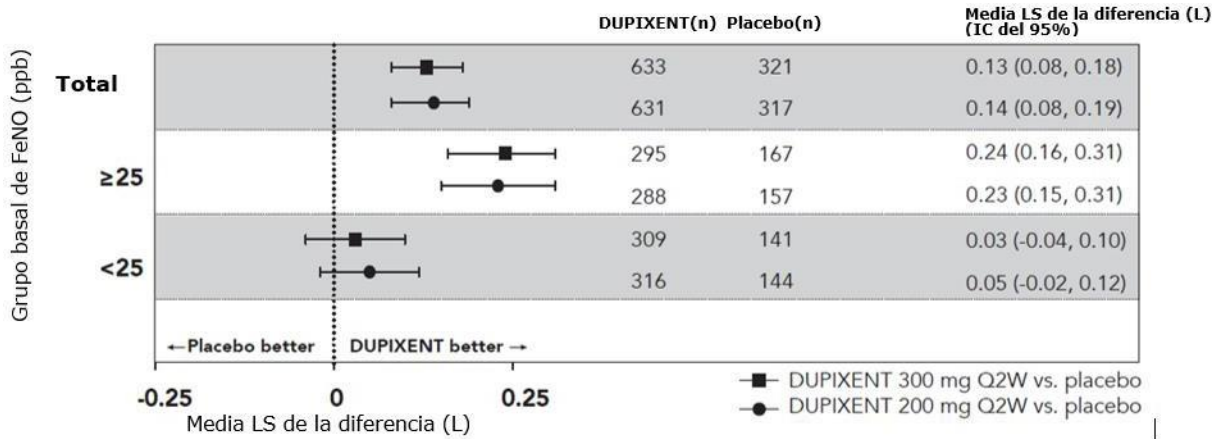 DUPIXENT(n) Placebo(n) Media LS de la diferencia (L)
(IC del 95%)
Grupo basal de FeNO (ppb)
Total
633 321 0.13 (0.08, 0.18)
631 317 0.14 (0.08, 0.19)
≥25
295 167 0.24 (0.16, 0.31)
288 157 0.23 (0.15, 0.31)
<25
309 141 0.03 (-0.04, 0.10)
316 144 0.05 (-0.02, 0.12)
←Placebo better DUPIXENT better →
-0.25 0 0.25
Media LS de la diferencia (L)
DUPIXENT 300 mg Q2W vs. placebo
DUPIXENT 200 mg Q2W vs. placebo